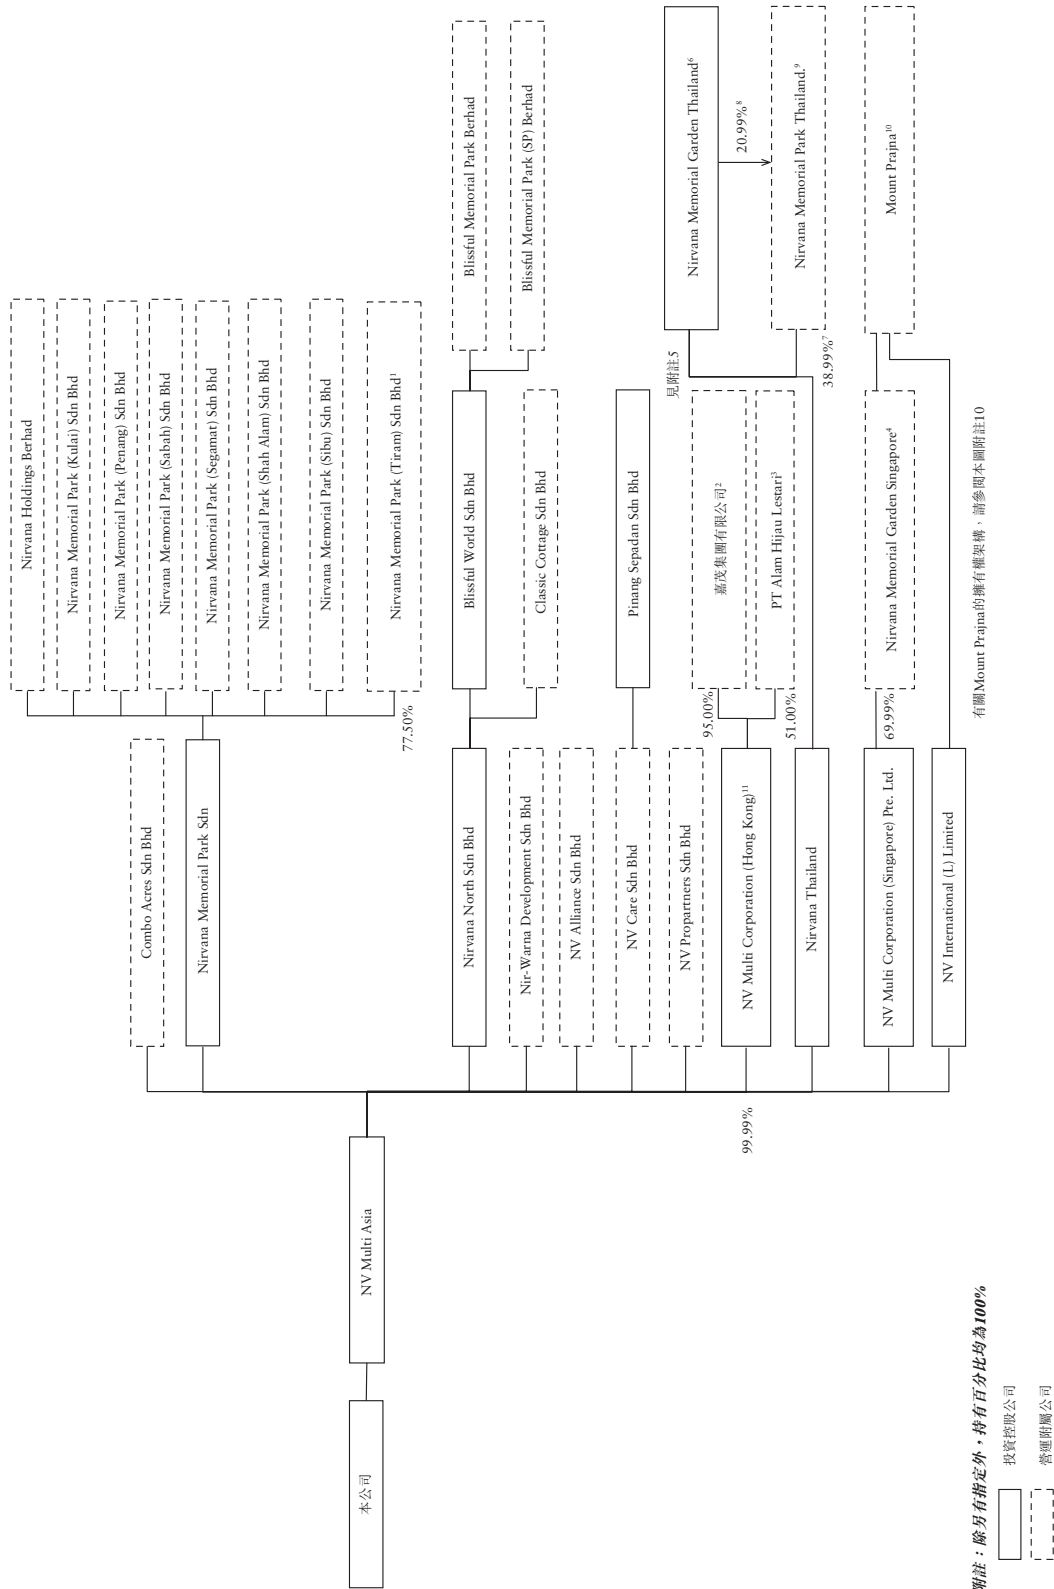 本公司
NV Multi Asia
99.99%
Combo Acres Sdn Bhd
Nirvana Memorial Park Sdn
Nirvana North Sdn Bhd
Nir-Warna Development Sdn Bhd
NV Alliance Sdn Bhd
NV Care Sdn Bhd
NV Propartners Sdn Bhd
NV Multi Corporation (Hong Kong)¹¹
Nirvana Thailand
NV Multi Corporation (Singapore) Pte. Ltd.
NV International (L) Limited
77.50%
95.00%
51.00%
69.99%
Nirvana Holdings Berhad
Nirvana Memorial Park (Kulai) Sdn Bhd
Nirvana Memorial Park (Penang) Sdn Bhd
Nirvana Memorial Park (Sabah) Sdn Bhd
Nirvana Memorial Park (Segamat) Sdn Bhd
Nirvana Memorial Park (Shah Alam) Sdn Bhd
Nirvana Memorial Park (Sibu) Sdn Bhd
Nirvana Memorial Park (Tiram) Sdn Bhd¹
Blissful World Sdn Bhd
Classic Cottage Sdn Bhd
Pinang Sepadan Sdn Bhd
嘉茂集團有限公司²
PT Alam Hijau Lestari³
Nirvana Memorial Garden Singapore⁴
見附註5
38.99%⁷
Blissful Memorial Park Berhad
Blissful Memorial Park (SP) Berhad
Nirvana Memorial Garden Thailand⁶
20.99%⁸
Nirvana Memorial Park Thailand.⁹
Mount Prajna¹⁰
有關Mount Prajna的擁有權架構，請參閱本圖附註10
附註：除另有指定外，持有百分比均為100%
投資控股公司
營運附屬公司